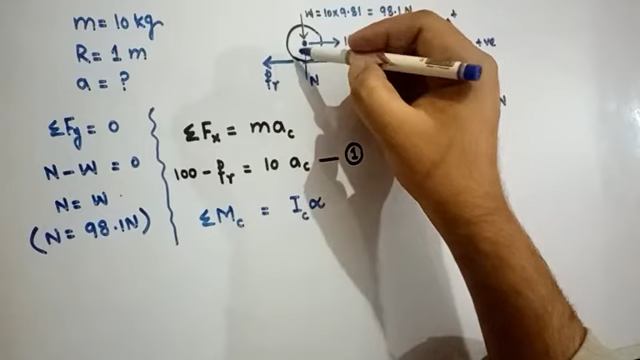 m = 10 kg
R = 1 m
a = ?
W = 10 x 9.81 = 98.1 N
+ve
fr
N
ΣFy = 0
N - W = 0
N = W
(N = 98.1N)
ΣFx = mac
100 - fr = 10 ac — ①
ΣMc = Icα